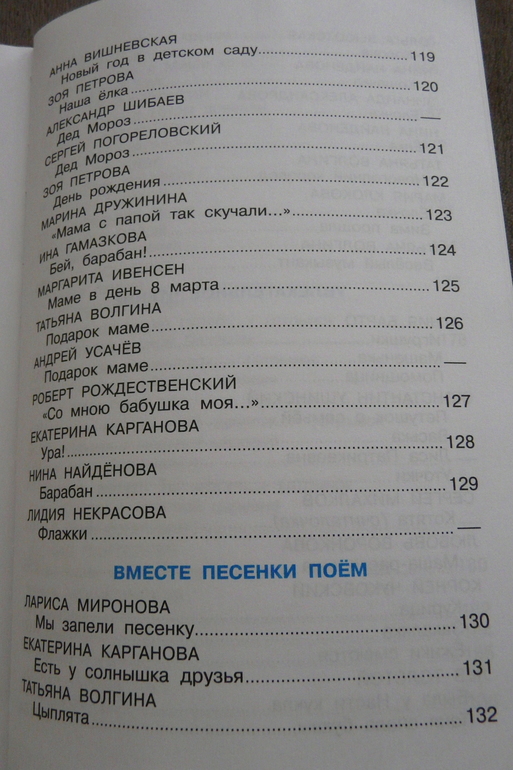 АННА ВИШНЕВСКАЯ
Новый год в детском саду.......119
ЗОЯ ПЕТРОВА
Наша ёлка.......120
АЛЕКСАНДР ШИБАЕВ
Дед Мороз.......—
СЕРГЕЙ ПОГОРЕЛОВСКИЙ
Дед Мороз.......121
ЗОЯ ПЕТРОВА
День рождения.......122
МАРИНА ДРУЖИНИНА
«Мама с папой так скучали...».......123
ИНА ГАМАЗКОВА
Бей, барабан!.......124
МАРГАРИТА ИВЕНСЕН
Маме в день 8 марта.......125
ТАТЬЯНА ВОЛГИНА
Подарок маме.......126
АНДРЕЙ УСАЧЁВ
Подарок маме.......—
РОБЕРТ РОЖДЕСТВЕНСКИЙ
«Со мною бабушка моя...».......127
ЕКАТЕРИНА КАРГАНОВА
Ура!.......128
НИНА НАЙДЁНОВА
Барабан.......129
ЛИДИЯ НЕКРАСОВА
Флажки.......—
ВМЕСТЕ ПЕСЕНКИ ПОЁМ
ЛАРИСА МИРОНОВА
Мы запели песенку.......130
ЕКАТЕРИНА КАРГАНОВА
Есть у солнышка друзья.......131
ТАТЬЯНА ВОЛГИНА
Цыплята.......132